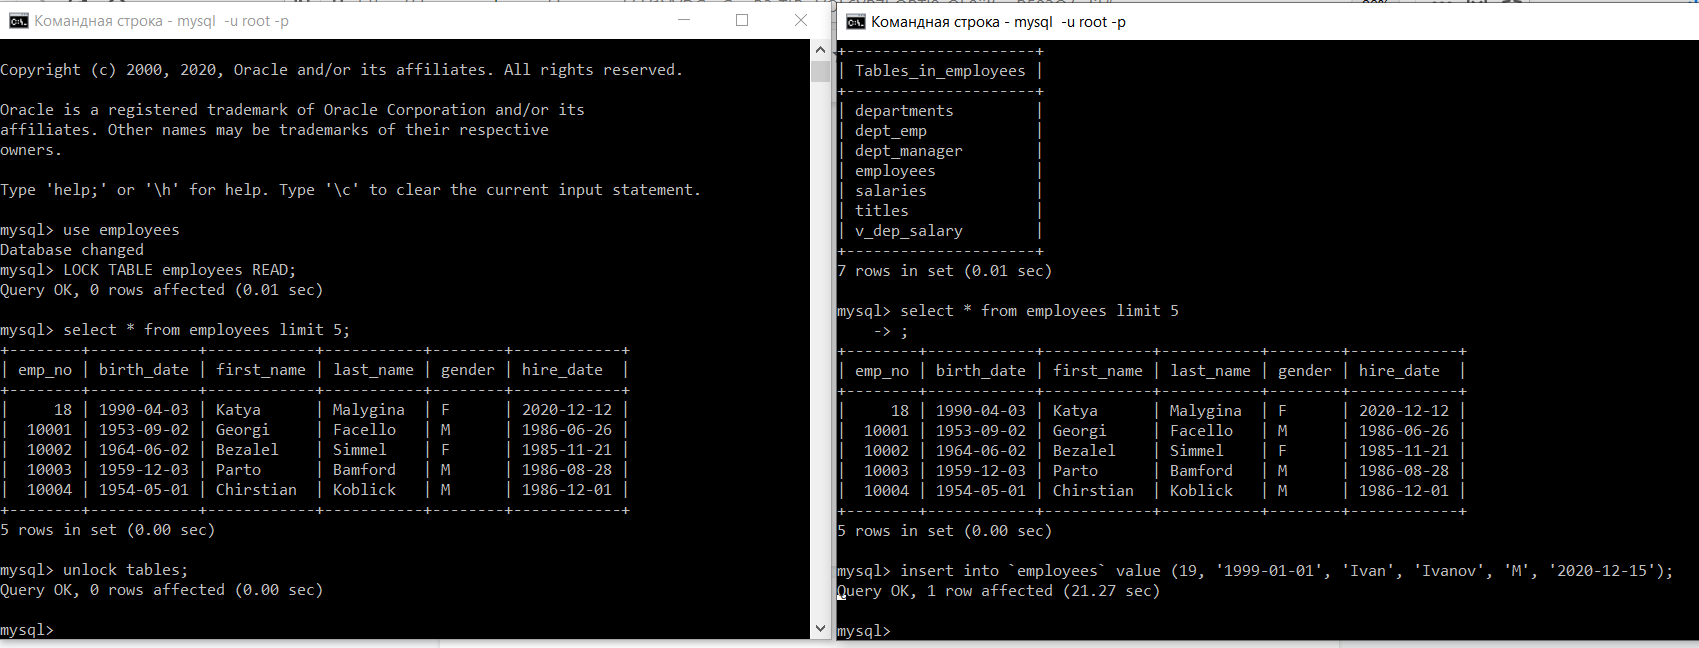 Командная строка - mysql  -u root -p
Copyright (c) 2000, 2020, Oracle and/or its affiliates. All rights reserved.
Oracle is a registered trademark of Oracle Corporation and/or its
affiliates. Other names may be trademarks of their respective
owners.
Type 'help;' or '\h' for help. Type '\c' to clear the current input statement.
mysql> use employees
Database changed
mysql> LOCK TABLE employees READ;
Query OK, 0 rows affected (0.01 sec)
mysql> select * from employees limit 5;
+--------+------------+------------+-----------+--------+------------+
| emp_no | birth_date | first_name | last_name | gender | hire_date  |
+--------+------------+------------+-----------+--------+------------+
|     18 | 1990-04-03 | Katya      | Malygina  | F      | 2020-12-12 |
|  10001 | 1953-09-02 | Georgi     | Facello   | M      | 1986-06-26 |
|  10002 | 1964-06-02 | Bezalel    | Simmel    | F      | 1985-11-21 |
|  10003 | 1959-12-03 | Parto      | Bamford   | M      | 1986-08-28 |
|  10004 | 1954-05-01 | Chirstian  | Koblick   | M      | 1986-12-01 |
+--------+------------+------------+-----------+--------+------------+
5 rows in set (0.00 sec)
mysql> unlock tables;
Query OK, 0 rows affected (0.00 sec)
mysql>
Командная строка - mysql  -u root -p
+---------------------+
| Tables_in_employees |
+---------------------+
| departments         |
| dept_emp            |
| dept_manager        |
| employees           |
| salaries            |
| titles              |
| v_dep_salary        |
+---------------------+
7 rows in set (0.01 sec)
mysql> select * from employees limit 5
    -> ;
+--------+------------+------------+-----------+--------+------------+
| emp_no | birth_date | first_name | last_name | gender | hire_date  |
+--------+------------+------------+-----------+--------+------------+
|     18 | 1990-04-03 | Katya      | Malygina  | F      | 2020-12-12 |
|  10001 | 1953-09-02 | Georgi     | Facello   | M      | 1986-06-26 |
|  10002 | 1964-06-02 | Bezalel    | Simmel    | F      | 1985-11-21 |
|  10003 | 1959-12-03 | Parto      | Bamford   | M      | 1986-08-28 |
|  10004 | 1954-05-01 | Chirstian  | Koblick   | M      | 1986-12-01 |
+--------+------------+------------+-----------+--------+------------+
5 rows in set (0.00 sec)
mysql> insert into `employees` value (19, '1999-01-01', 'Ivan', 'Ivanov', 'M', '2020-12-15');
Query OK, 1 row affected (21.27 sec)
mysql>